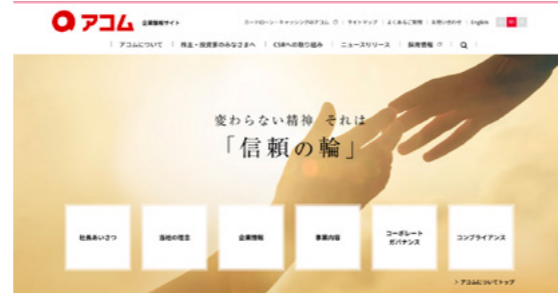 アコム 企業情報サイト
カードローン・キャッシングのアコム サイトマップ よくあるご質問 お問い合わせ English
アコムについて 株主・投資家のみなさまへ CSRへの取り組み ニュースリリース 採用情報
変わらない精神 それは
「信頼の輪」
社長あいさつ 当社の理念 企業情報 事業内容 コーポレートガバナンス コンプライアンス
> アコムについてトップ